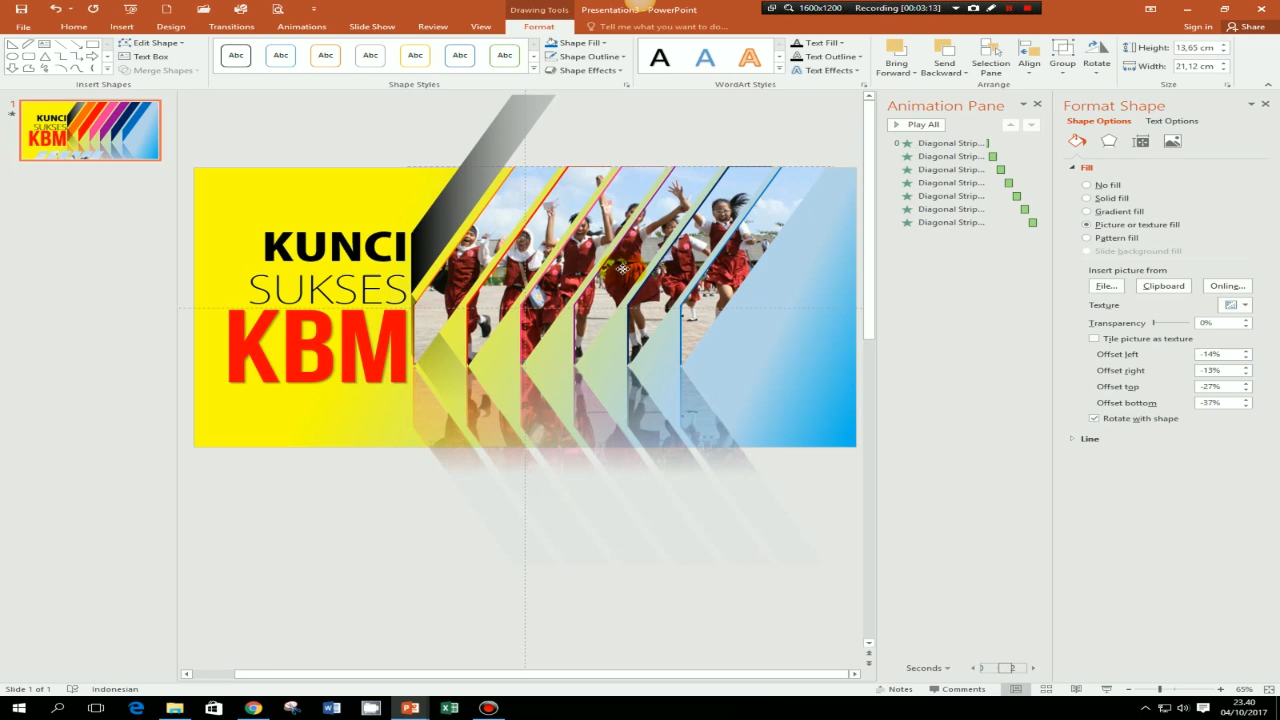 Drawing Tools
Presentation3 - PowerPoint
1600x1200
Recording [00:03:13]
File
Home
Insert
Design
Transitions
Animations
Slide Show
Review
View
Format
Tell me what you want to do...
Sign in
Share
Edit Shape
Text Box
Merge Shapes
Insert Shapes
Abc
Abc
Abc
Abc
Abc
Abc
Abc
Shape Styles
Shape Fill
Shape Outline
Shape Effects
A
A
A
WordArt Styles
Text Fill
Text Outline
Text Effects
Bring Forward
Send Backward
Selection Pane
Align
Group
Rotate
Arrange
Height:
13,65 cm
Width:
21,12 cm
Size
1
KUNCI
SUKSES
KBM
KUNCI
SUKSES
KBM
Animation Pane
Play All
0
Diagonal Strip...
Diagonal Strip...
Diagonal Strip...
Diagonal Strip...
Diagonal Strip...
Diagonal Strip...
Diagonal Strip...
Seconds
0
2
Format Shape
Shape Options
Text Options
Fill
No fill
Solid fill
Gradient fill
Picture or texture fill
Pattern fill
Slide background fill
Insert picture from
File...
Clipboard
Online...
Texture
Transparency
0%
Tile picture as texture
Offset left
-14%
Offset right
-13%
Offset top
-27%
Offset bottom
-37%
Rotate with shape
Line
Slide 1 of 1
Indonesian
Notes
Comments
65%
23.40
04/10/2017